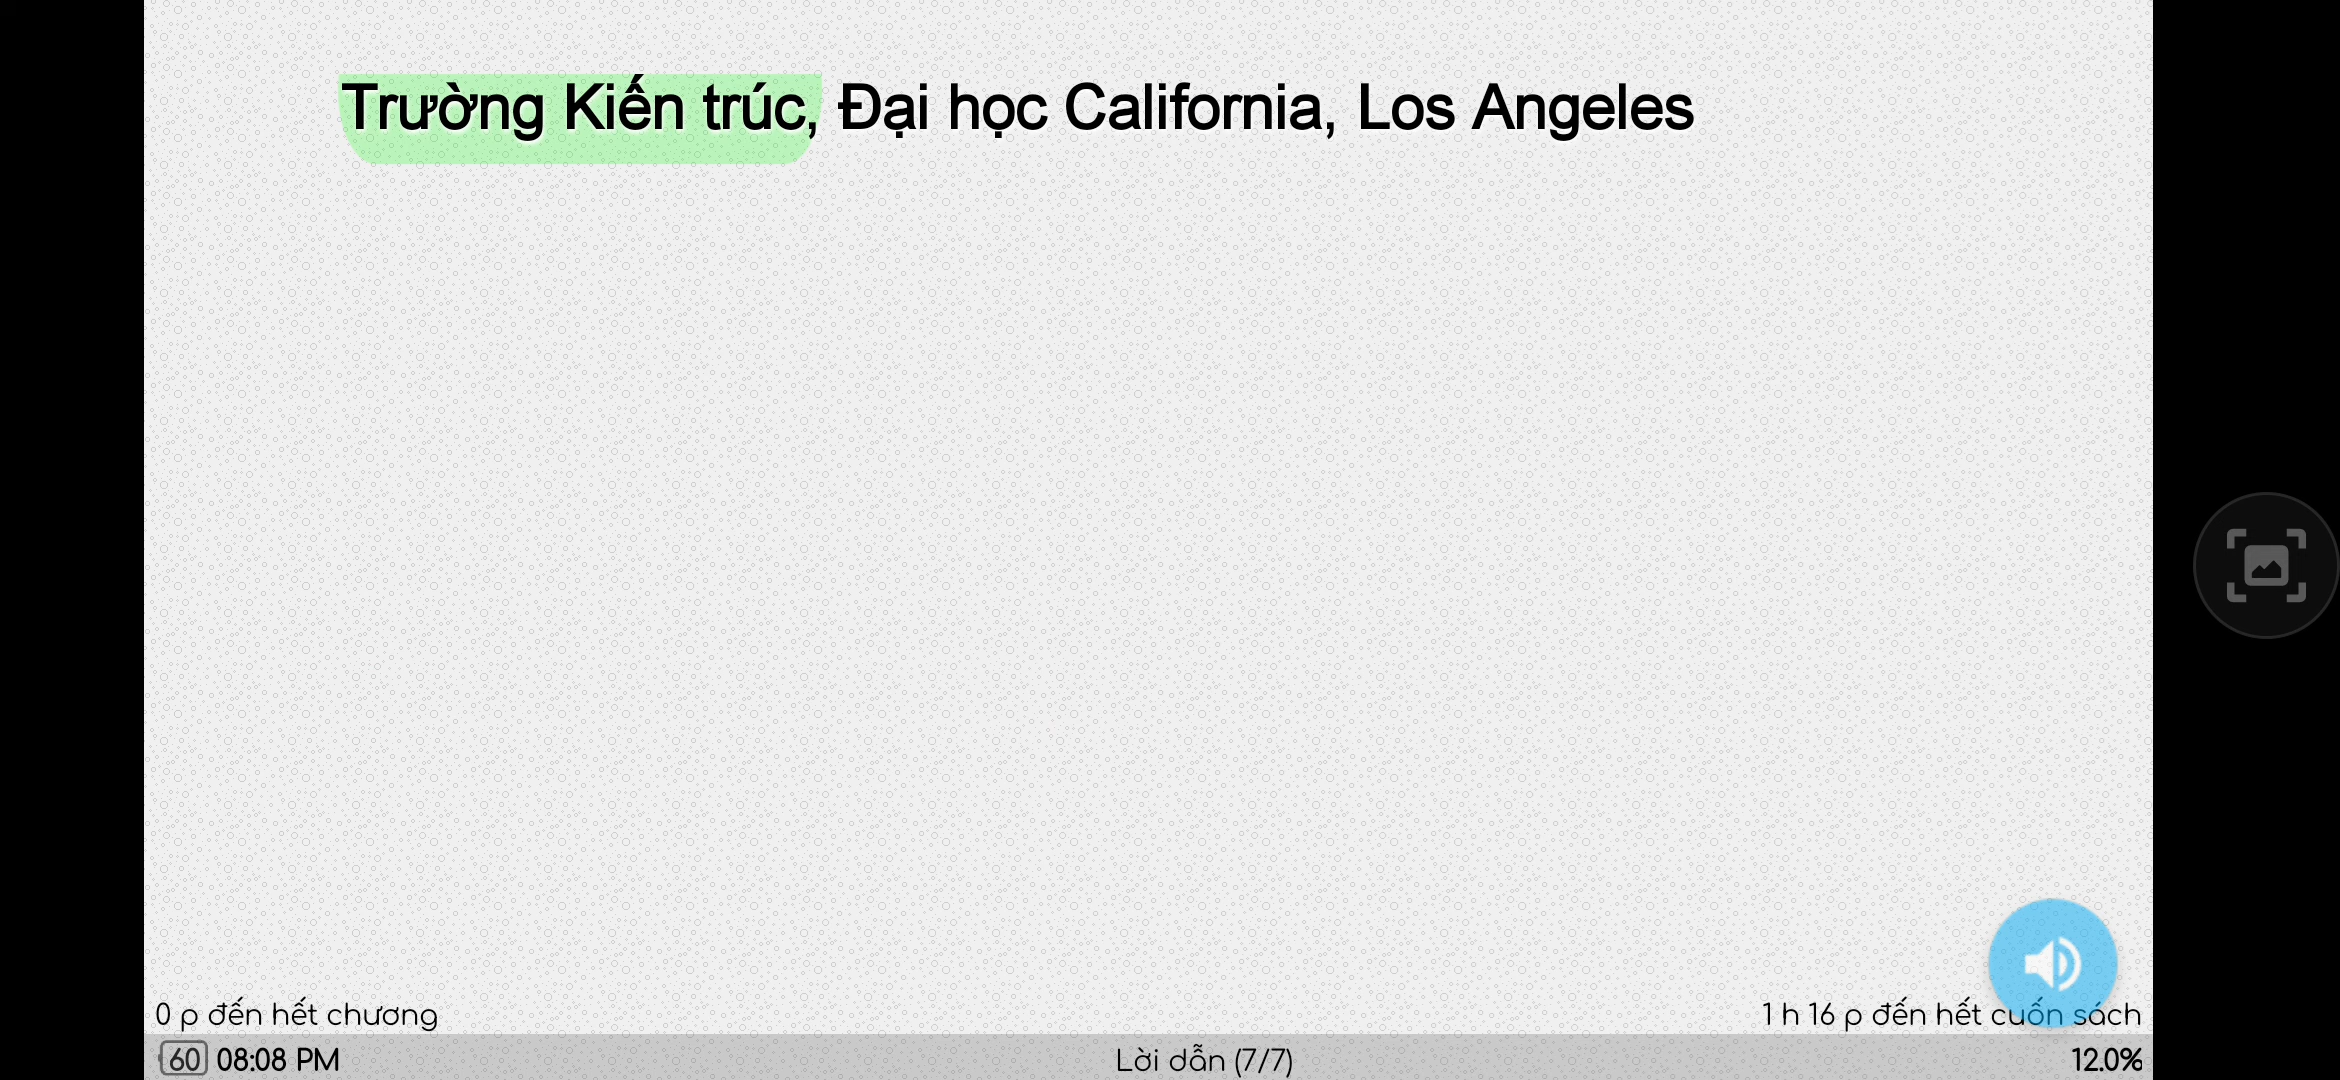 Trường Kiến trúc, Đại học California, Los Angeles
0 p đến hết chương
1 h 16 p đến hết cuốn sách
60 08:08 PM
Lời dẫn (7/7)
12.0%